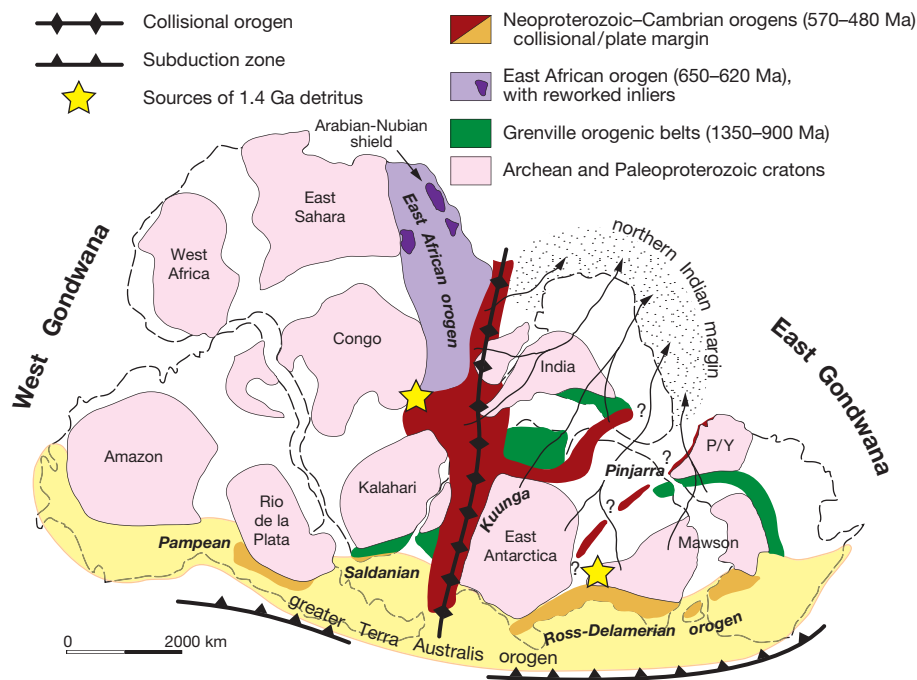 Collisional orogen
Subduction zone
Sources of 1.4 Ga detritus
Neoproterozoic–Cambrian orogens (570–480 Ma)
collisional/plate margin
East African orogen (650–620 Ma),
with reworked inliers
Grenville orogenic belts (1350–900 Ma)
Archean and Paleoproterozoic cratons
Arabian-Nubian
shield
West Gondwana
East Gondwana
northern Indian margin
East
Sahara
East African orogen
West
Africa
Congo
India
?
Amazon
Kalahari
Rio
de la
Plata
Kuunga
Pinjarra
?
P/Y
?
East
Antarctica
Mawson
?
Pampean
Saldanian
greater Terra Australis orogen
Ross-Delamerian orogen
0
2000 km